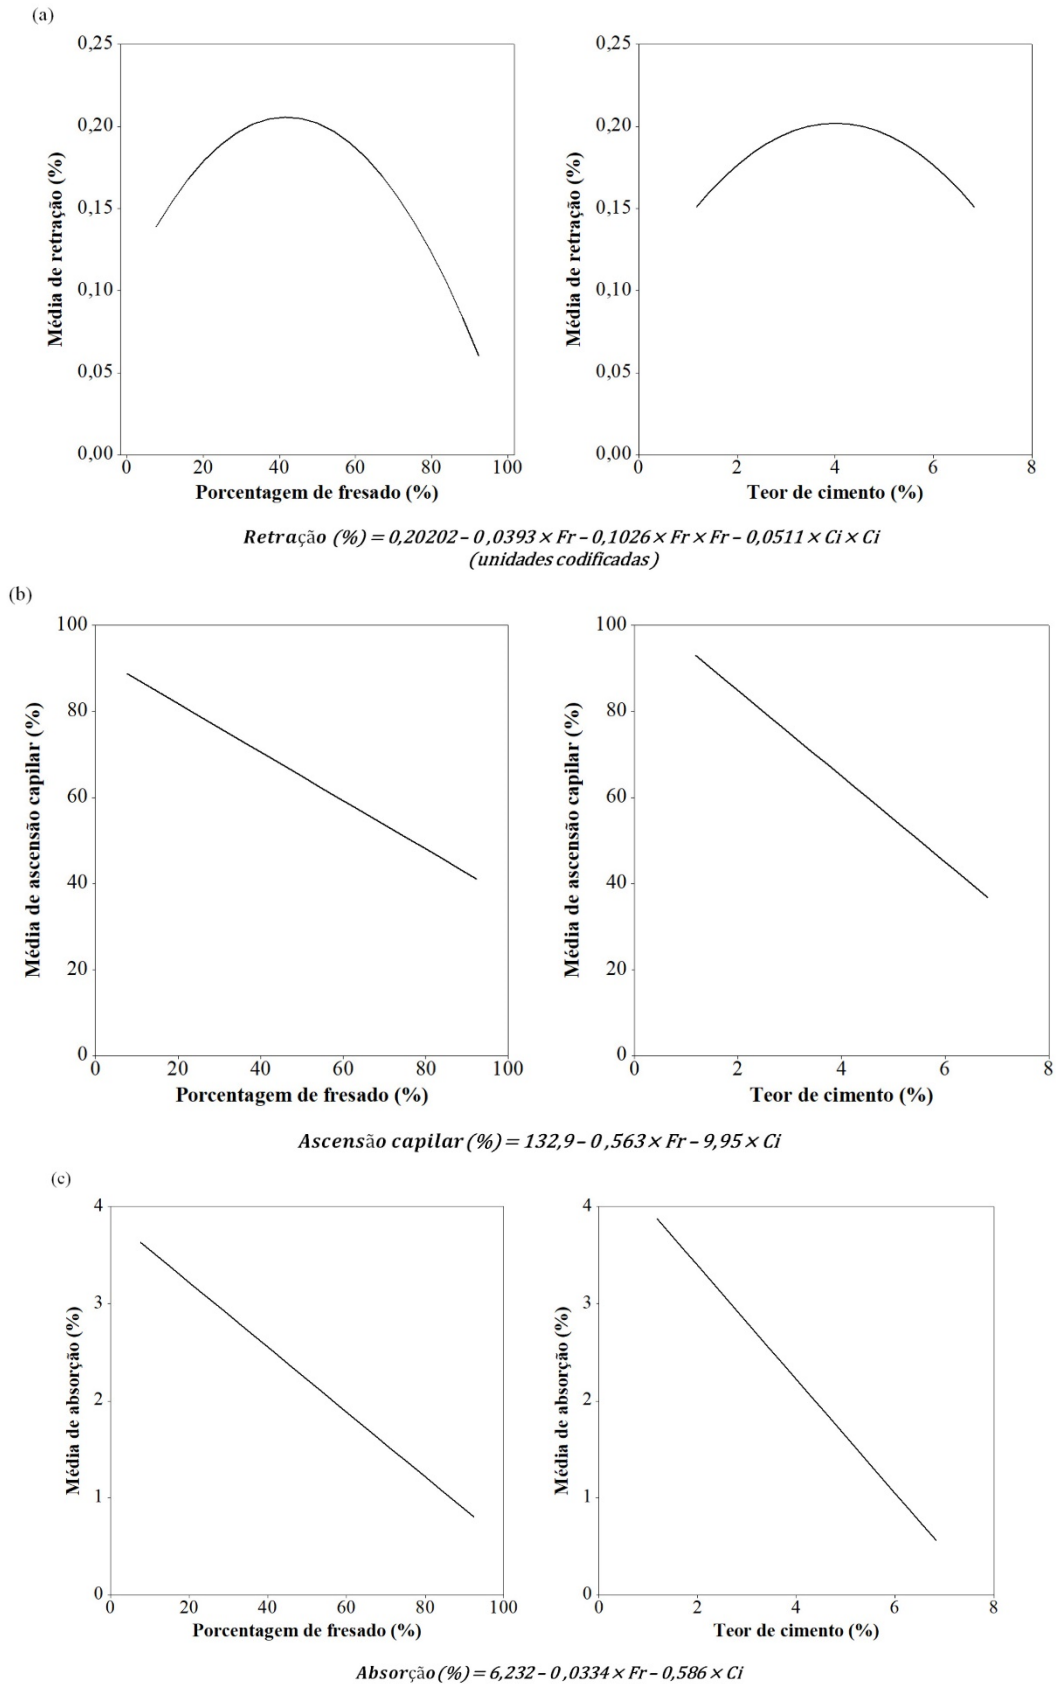 (a)
0,25
0,20
0,15
0,10
0,05
0,00
Média de retração (%)
0 20 40 60 80 100
Porcentagem de fresado (%)
0,25
0,20
0,15
0,10
0,05
0,00
Média de retração (%)
0 2 4 6 8
Teor de cimento (%)
Retração (%) = 0,20202 – 0,0393 × Fr – 0,1026 × Fr × Fr – 0,0511 × Ci × Ci
(unidades codificadas)
(b)
100
80
60
40
20
0
Média de ascensão capilar (%)
0 20 40 60 80 100
Porcentagem de fresado (%)
100
80
60
40
20
0
Média de ascensão capilar (%)
0 2 4 6 8
Teor de cimento (%)
Ascensão capilar (%) = 132,9 – 0,563 × Fr – 9,95 × Ci
(c)
4
3
2
1
0
Média de absorção (%)
0 20 40 60 80 100
Porcentagem de fresado (%)
4
3
2
1
0
Média de absorção (%)
0 2 4 6 8
Teor de cimento (%)
Absorção (%) = 6,232 – 0,0334 × Fr – 0,586 × Ci